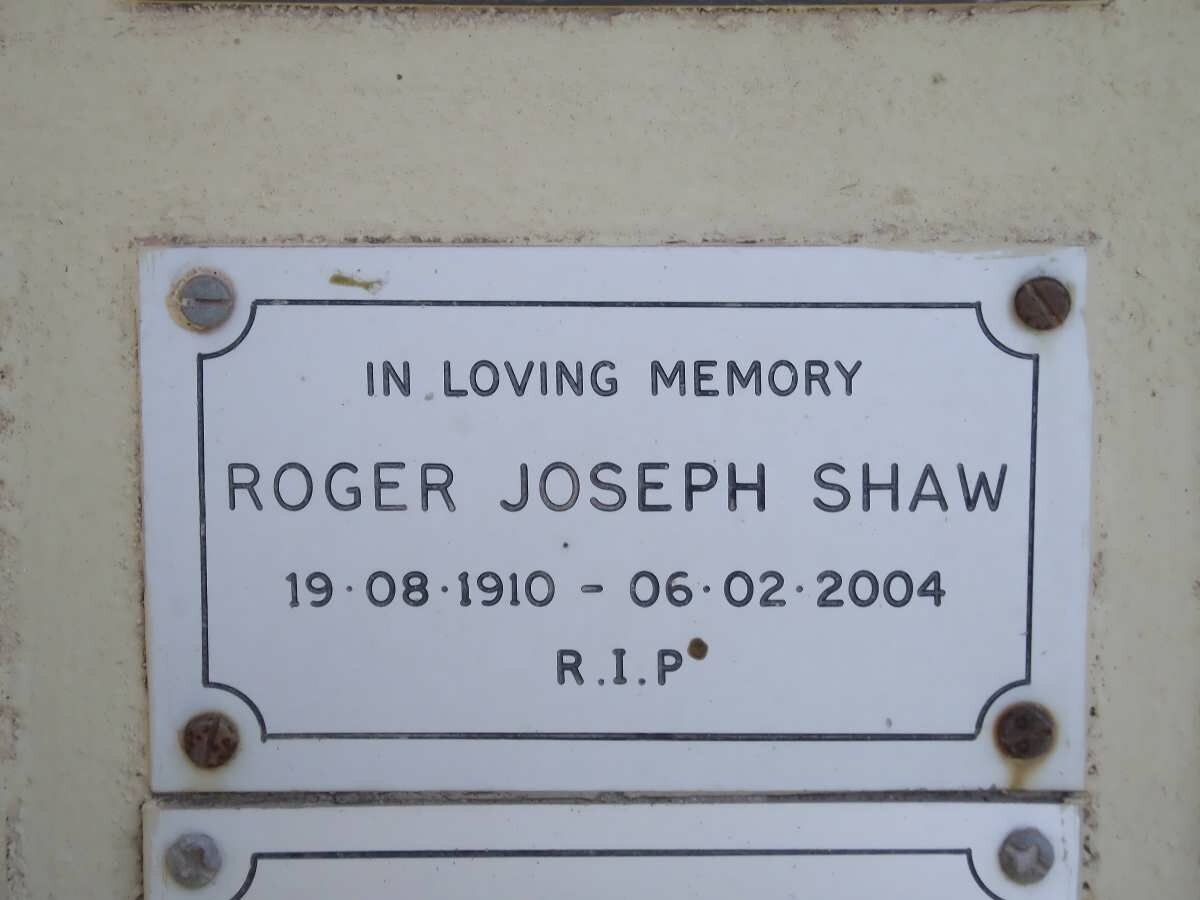 IN LOVING MEMORY
ROGER JOSEPH SHAW
19·08·1910 - 06·02·2004
R.I.P